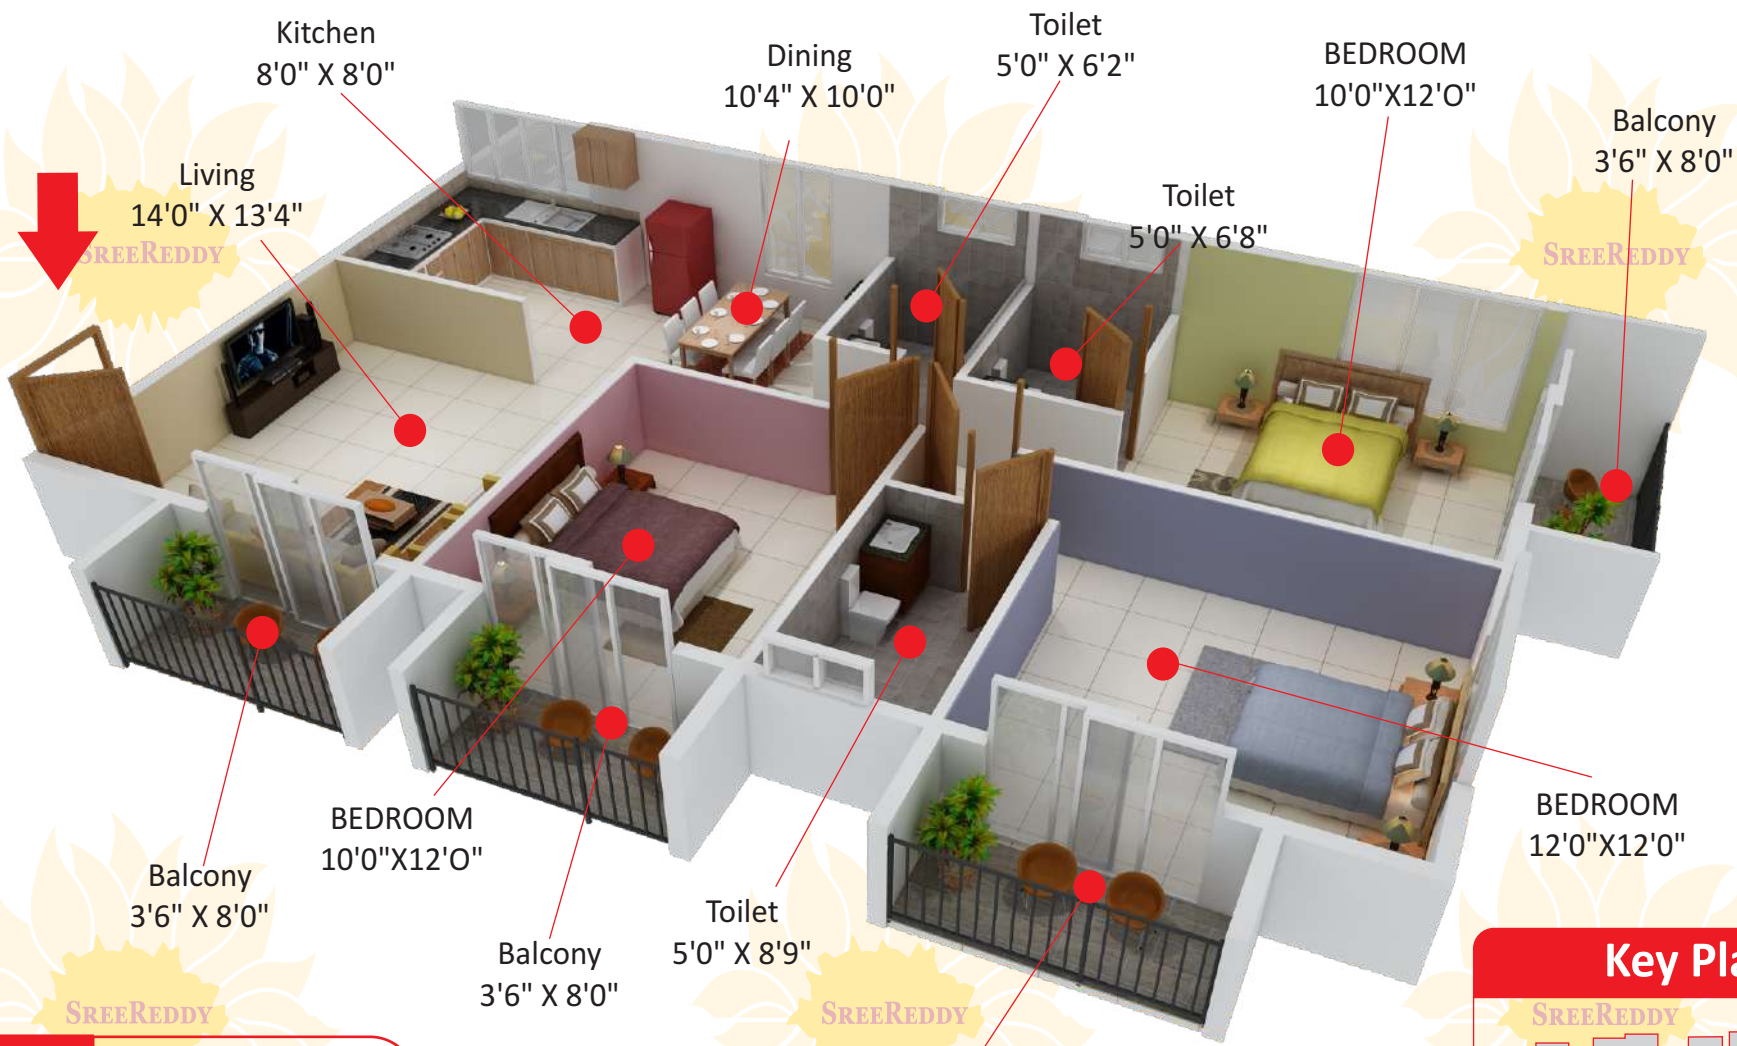 Kitchen
8'0" X 8'0"
Dining
10'4" X 10'0"
Toilet
5'0" X 6'2"
BEDROOM
10'0"X12'O"
Balcony
3'6" X 8'0"
Living
14'0" X 13'4"
Toilet
5'0" X 6'8"
SREEREDDY
SREEREDDY
BEDROOM
10'0"X12'O"
BEDROOM
12'0"X12'0"
Balcony
3'6" X 8'0"
Toilet
5'0" X 8'9"
Balcony
3'6" X 8'0"
Key Pla
SREEREDDY
SREEREDDY
SREEREDDY